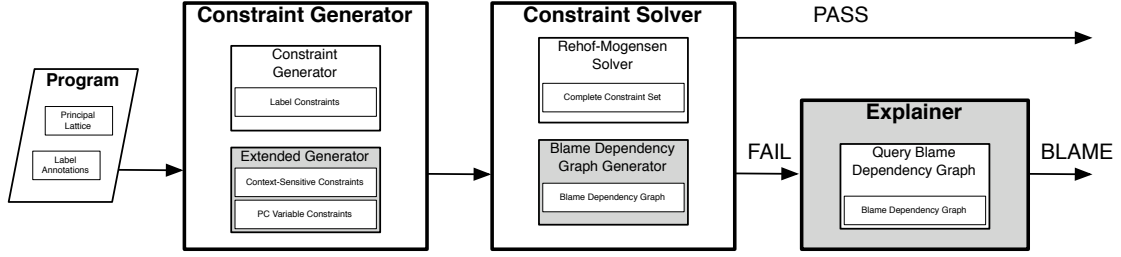 Program
Principal
Lattice
Label
Annotations
Constraint Generator
Constraint
Generator
Label Constraints
Extended Generator
Context-Sensitive Constraints
PC Variable Constraints
Constraint Solver
Rehof-Mogensen
Solver
Complete Constraint Set
Blame Dependency
Graph Generator
Blame Dependency Graph
PASS
FAIL
Explainer
Query Blame
Dependency Graph
Blame Dependency Graph
BLAME